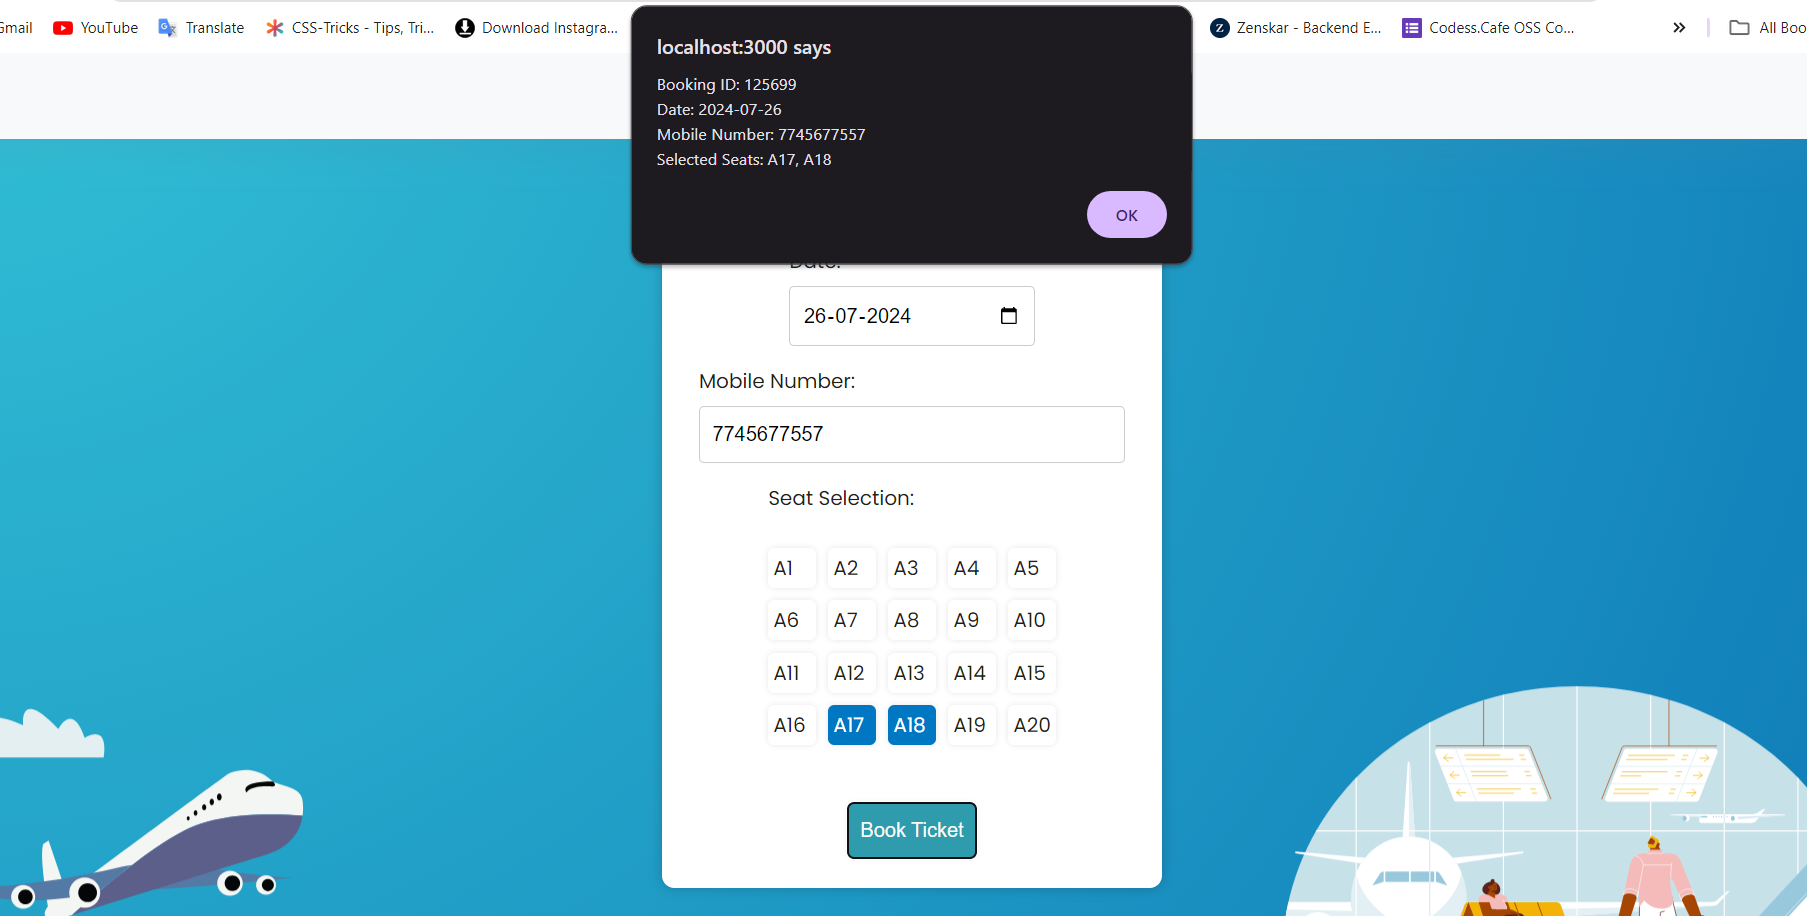 Gmail YouTube Translate CSS-Tricks - Tips, Tri... Download Instagra... Zenskar - Backend E... Codess.Cafe OSS Co... All Boo
localhost:3000 says
Booking ID: 125699
Date: 2024-07-26
Mobile Number: 7745677557
Selected Seats: A17, A18
OK
Date:
26-07-2024
Mobile Number:
7745677557
Seat Selection:
A1 A2 A3 A4 A5
A6 A7 A8 A9 A10
A11 A12 A13 A14 A15
A16 A17 A18 A19 A20
Book Ticket